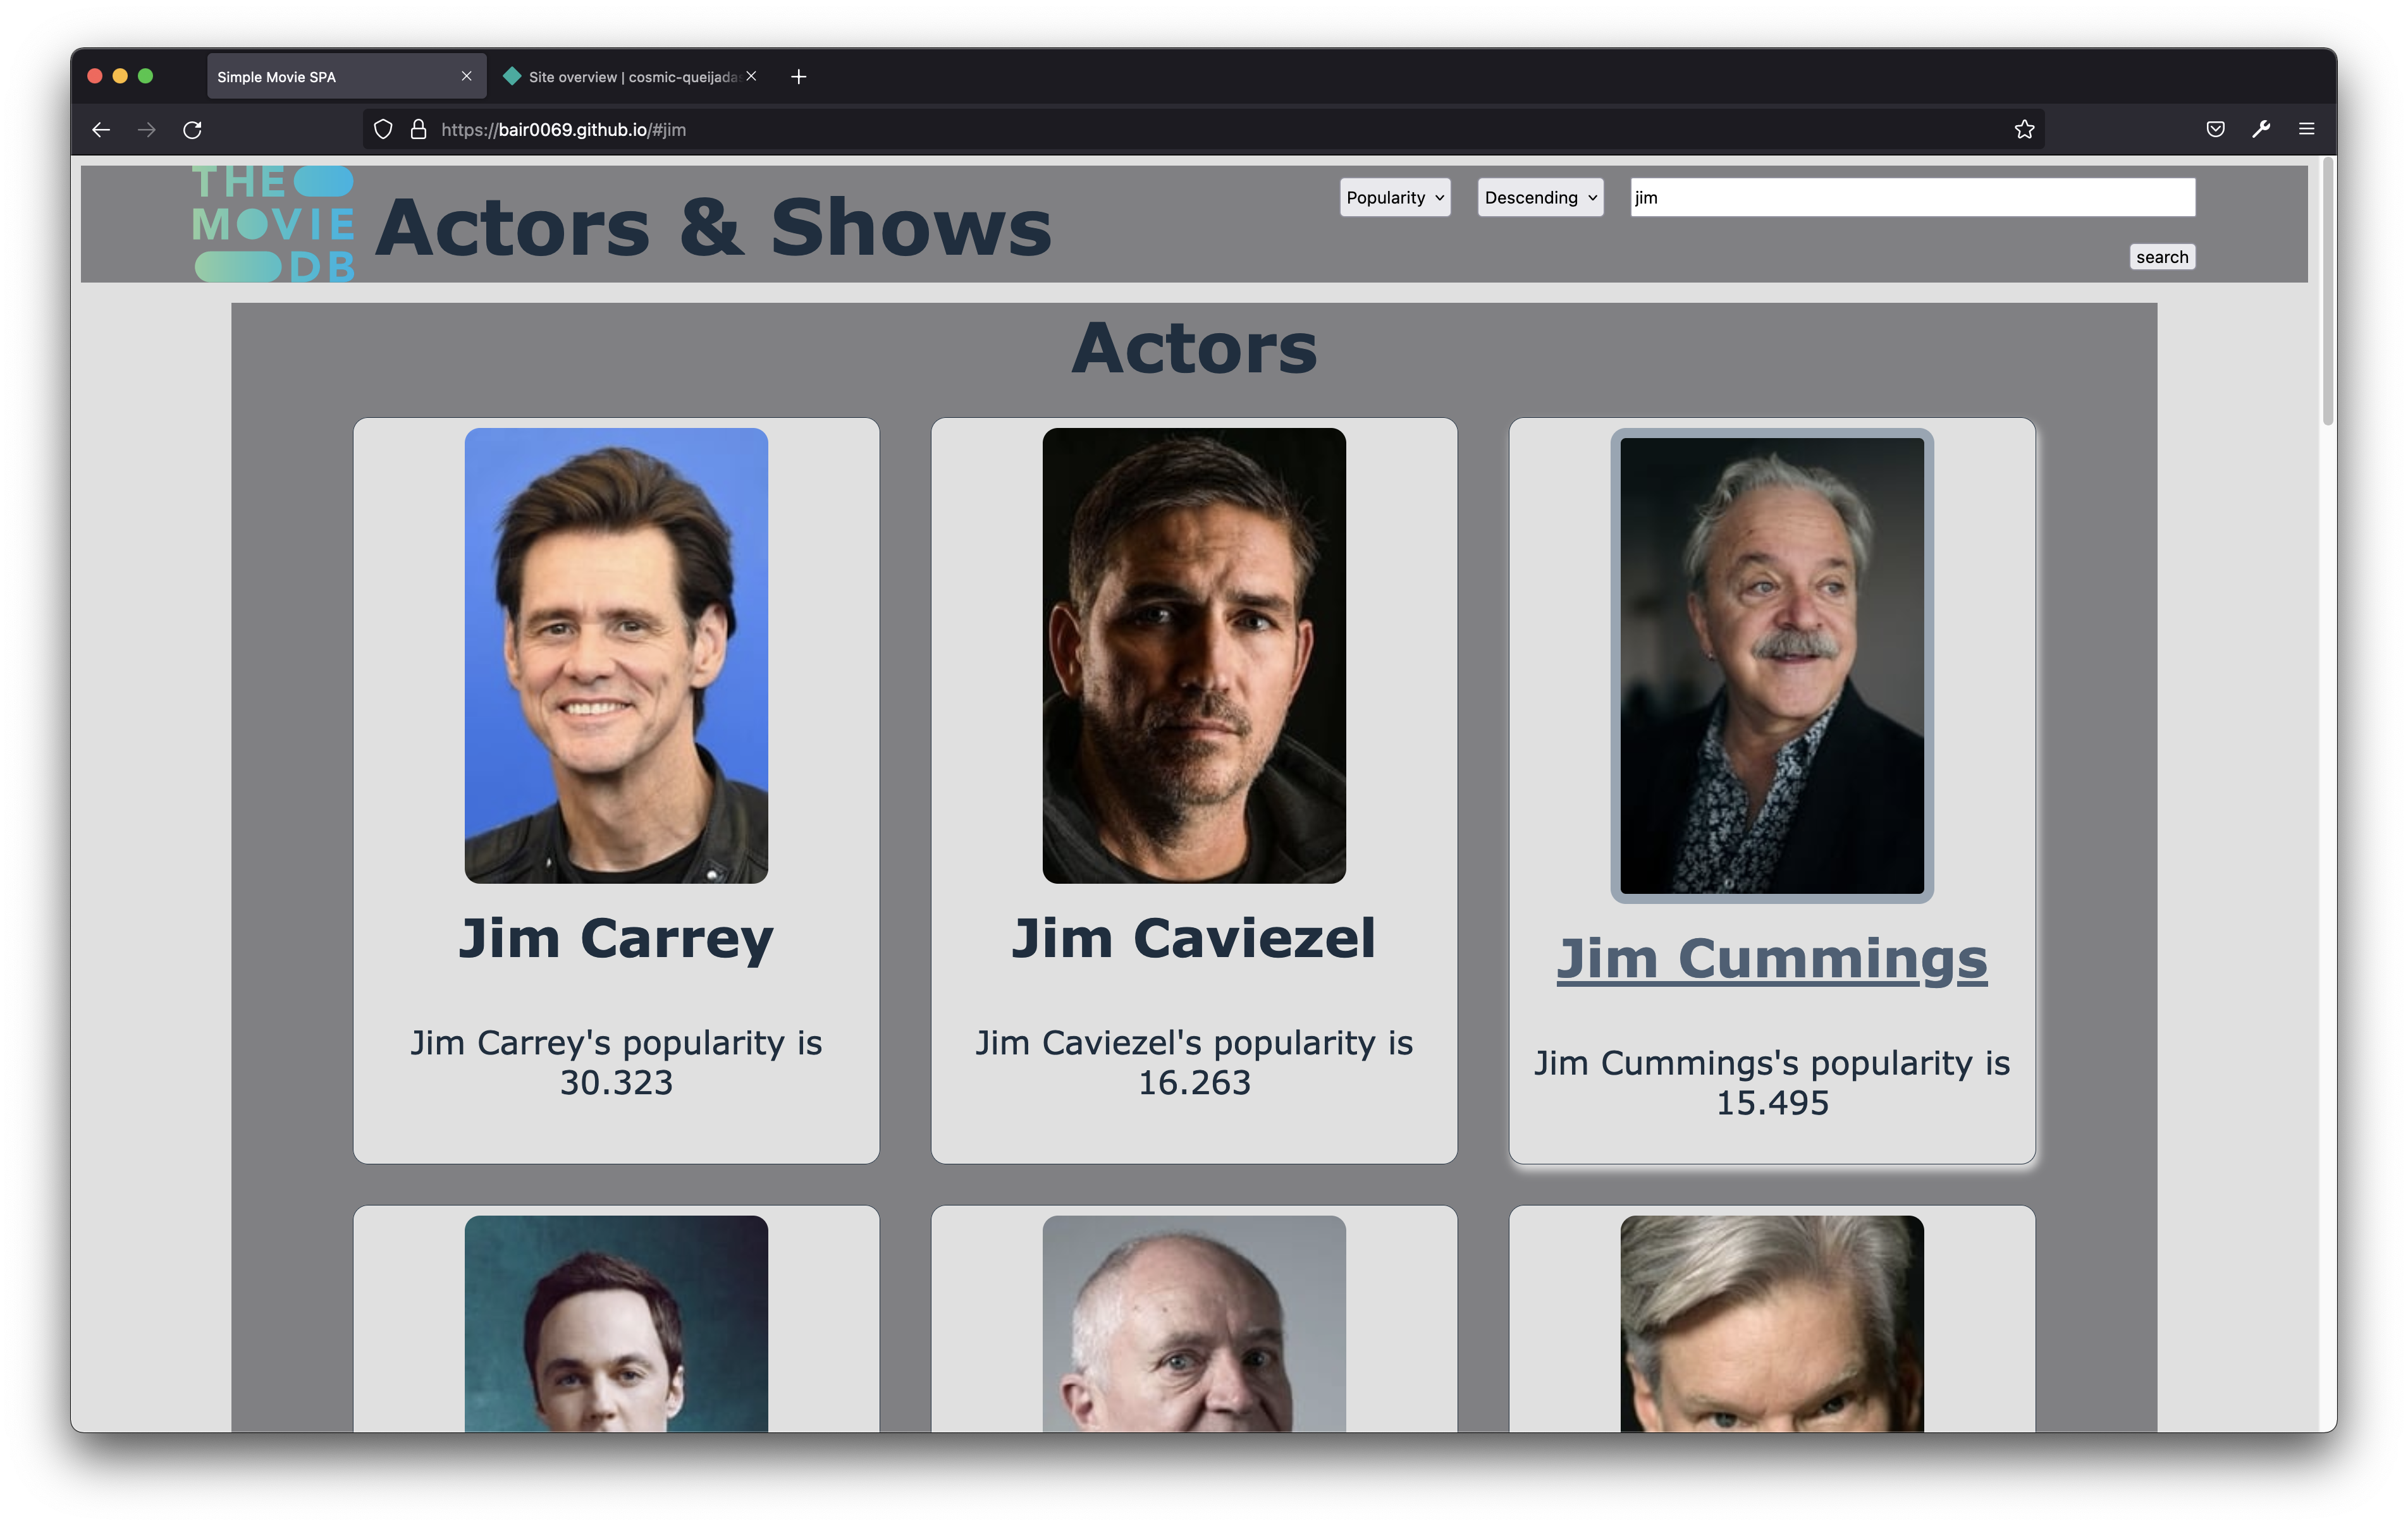 Simple Movie SPA
Site overview | cosmic-queijada
https://bair0069.github.io/#jim
THE
MOVIE
DB
Actors & Shows
Popularity
Descending
jim
search
Actors
Jim Carrey
Jim Carrey's popularity is
30.323
Jim Caviezel
Jim Caviezel's popularity is
16.263
Jim Cummings
Jim Cummings's popularity is
15.495